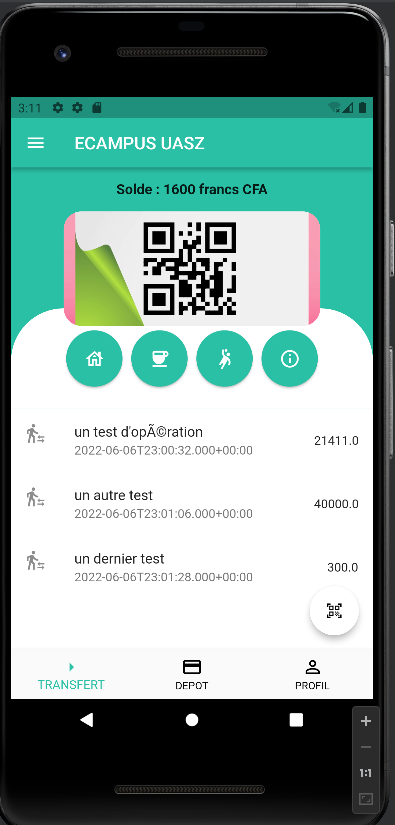 3:11
ECAMPUS UASZ
Solde : 1600 francs CFA
un test d'opÃ©ration
2022-06-06T23:00:32.000+00:00
21411.0
un autre test
2022-06-06T23:01:06.000+00:00
40000.0
un dernier test
2022-06-06T23:01:28.000+00:00
300.0
TRANSFERT
DEPOT
PROFIL
1:1